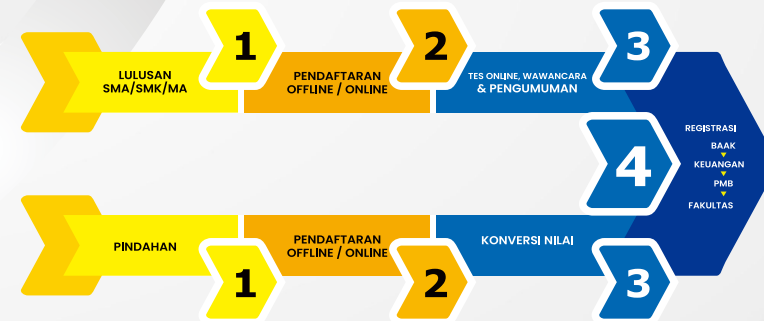 1
2
3
LULUSAN
SMA/SMK/MA
PENDAFTARAN
OFFLINE / ONLINE
TES ONLINE, WAWANCARA
& PENGUMUMAN
4
REGISTRASI
BAAK
KEUANGAN
PMB
FAKULTAS
PINDAHAN
PENDAFTARAN
OFFLINE / ONLINE
KONVERSI NILAI
1
2
3